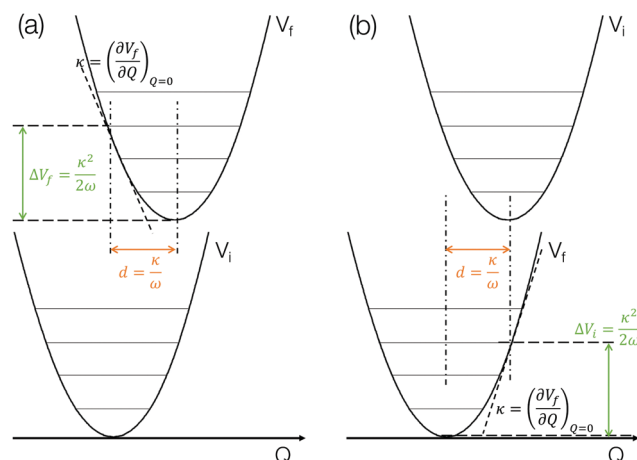 (a)
V_f
κ = (∂V_f/∂Q)_{Q=0}
ΔV_f = κ²/2ω
d = κ/ω
V_i
Q
(b)
V_i
d = κ/ω
V_f
ΔV_i = κ²/2ω
κ = (∂V_f/∂Q)_{Q=0}
Q